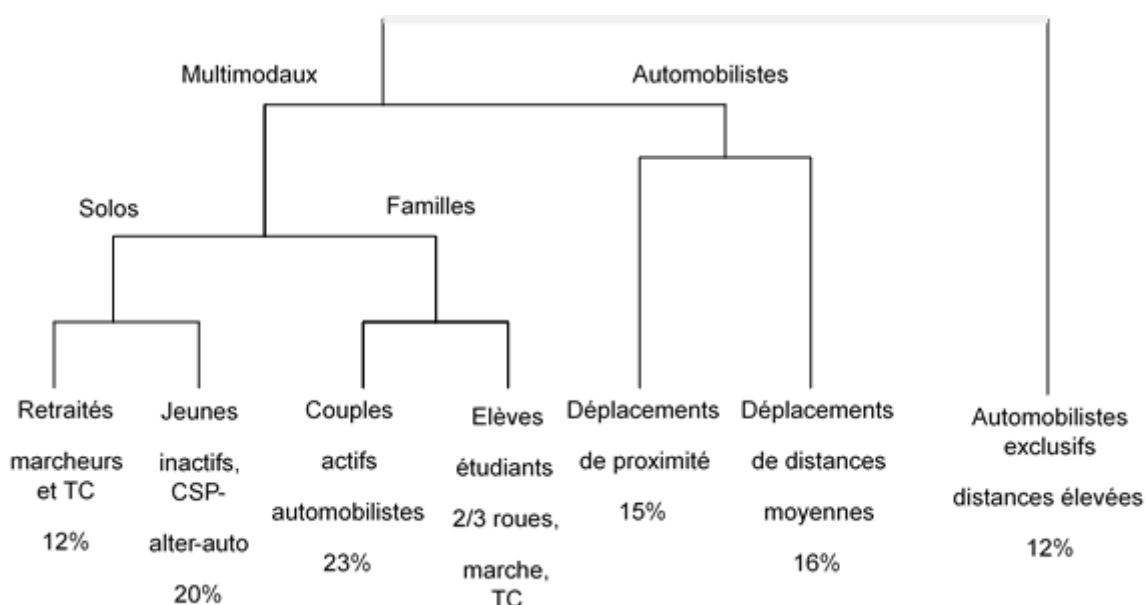 Multimodaux
Automobilistes
Solos
Familles
Retraités
marcheurs
et TC
12%
Jeunes
inactifs,
CSP-
alter-auto
20%
Couples
actifs
automobilistes
23%
Elèves
étudiants
2/3 roues,
marche,
TC
Déplacements
de proximité
15%
Déplacements
de distances
moyennes
16%
Automobilistes
exclusifs
distances élevées
12%